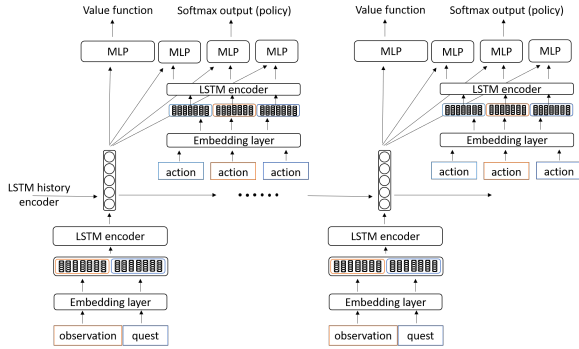 Value function
Softmax output (policy)
Value function
Softmax output (policy)
MLP
MLP
MLP
MLP
MLP
MLP
MLP
MLP
LSTM encoder
LSTM encoder
Embedding layer
Embedding layer
action
action
action
action
action
action
LSTM history
encoder
......
LSTM encoder
LSTM encoder
Embedding layer
Embedding layer
observation
quest
observation
quest